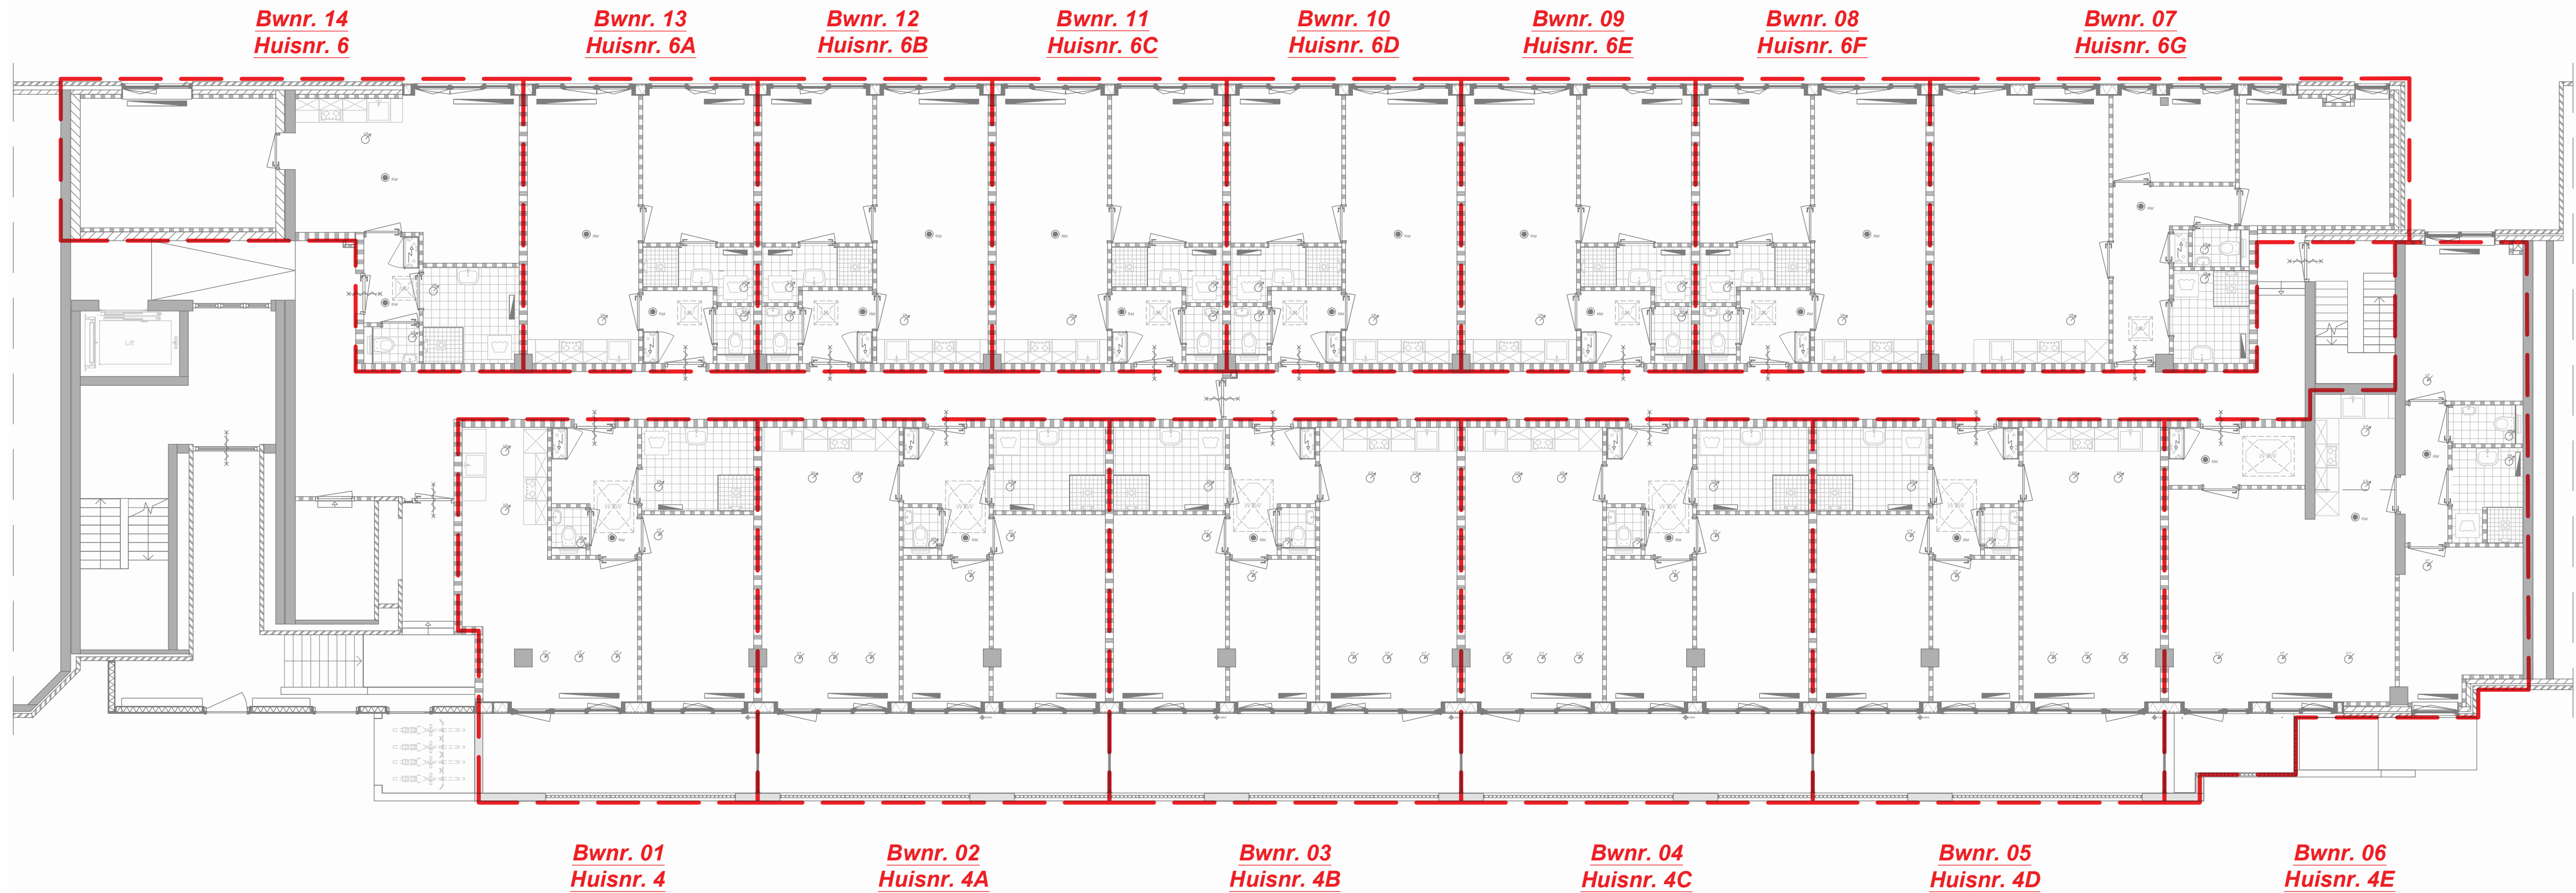 Bwnr. 14
Huisnr. 6
Bwnr. 13
Huisnr. 6A
Bwnr. 12
Huisnr. 6B
Bwnr. 11
Huisnr. 6C
Bwnr. 10
Huisnr. 6D
Bwnr. 09
Huisnr. 6E
Bwnr. 08
Huisnr. 6F
Bwnr. 07
Huisnr. 6G
Lift
Bwnr. 01
Huisnr. 4
Bwnr. 02
Huisnr. 4A
Bwnr. 03
Huisnr. 4B
Bwnr. 04
Huisnr. 4C
Bwnr. 05
Huisnr. 4D
Bwnr. 06
Huisnr. 4E